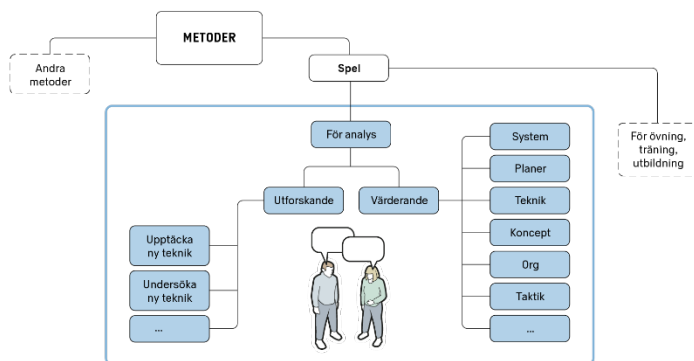 METODER
Andra
metoder
Spel
För övning,
träning,
utbildning
För analys
Utforskande
Värderande
Upptäcka
ny teknik
Undersöka
ny teknik
...
System
Planer
Teknik
Koncept
Org
Taktik
...